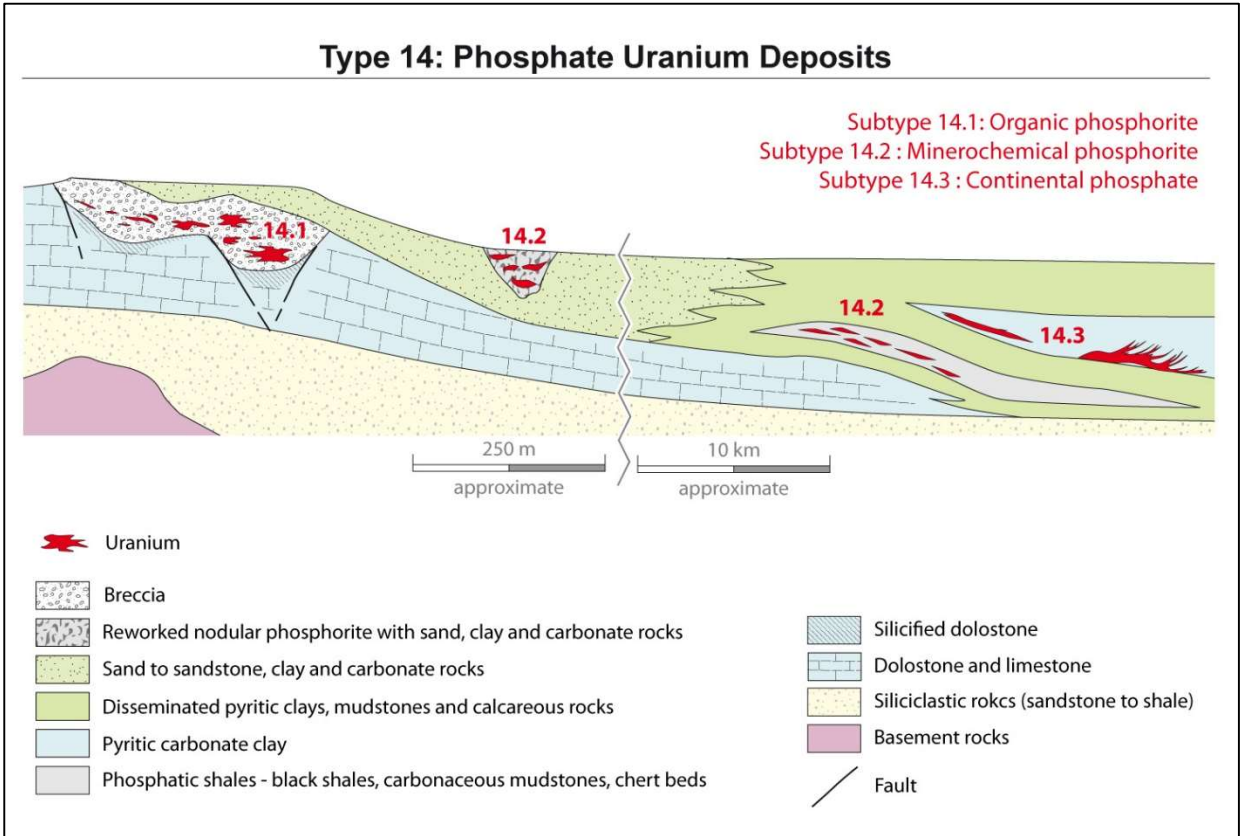 Type 14: Phosphate Uranium Deposits
Subtype 14.1: Organic phosphorite
Subtype 14.2 : Minerochemical phosphorite
Subtype 14.3 : Continental phosphate
14.1
14.2
14.2
14.3
250 m
approximate
10 km
approximate
Uranium
Breccia
Reworked nodular phosphorite with sand, clay and carbonate rocks
Sand to sandstone, clay and carbonate rocks
Disseminated pyritic clays, mudstones and calcareous rocks
Pyritic carbonate clay
Phosphatic shales - black shales, carbonaceous mudstones, chert beds
Silicified dolostone
Dolostone and limestone
Siliciclastic rokcs (sandstone to shale)
Basement rocks
Fault